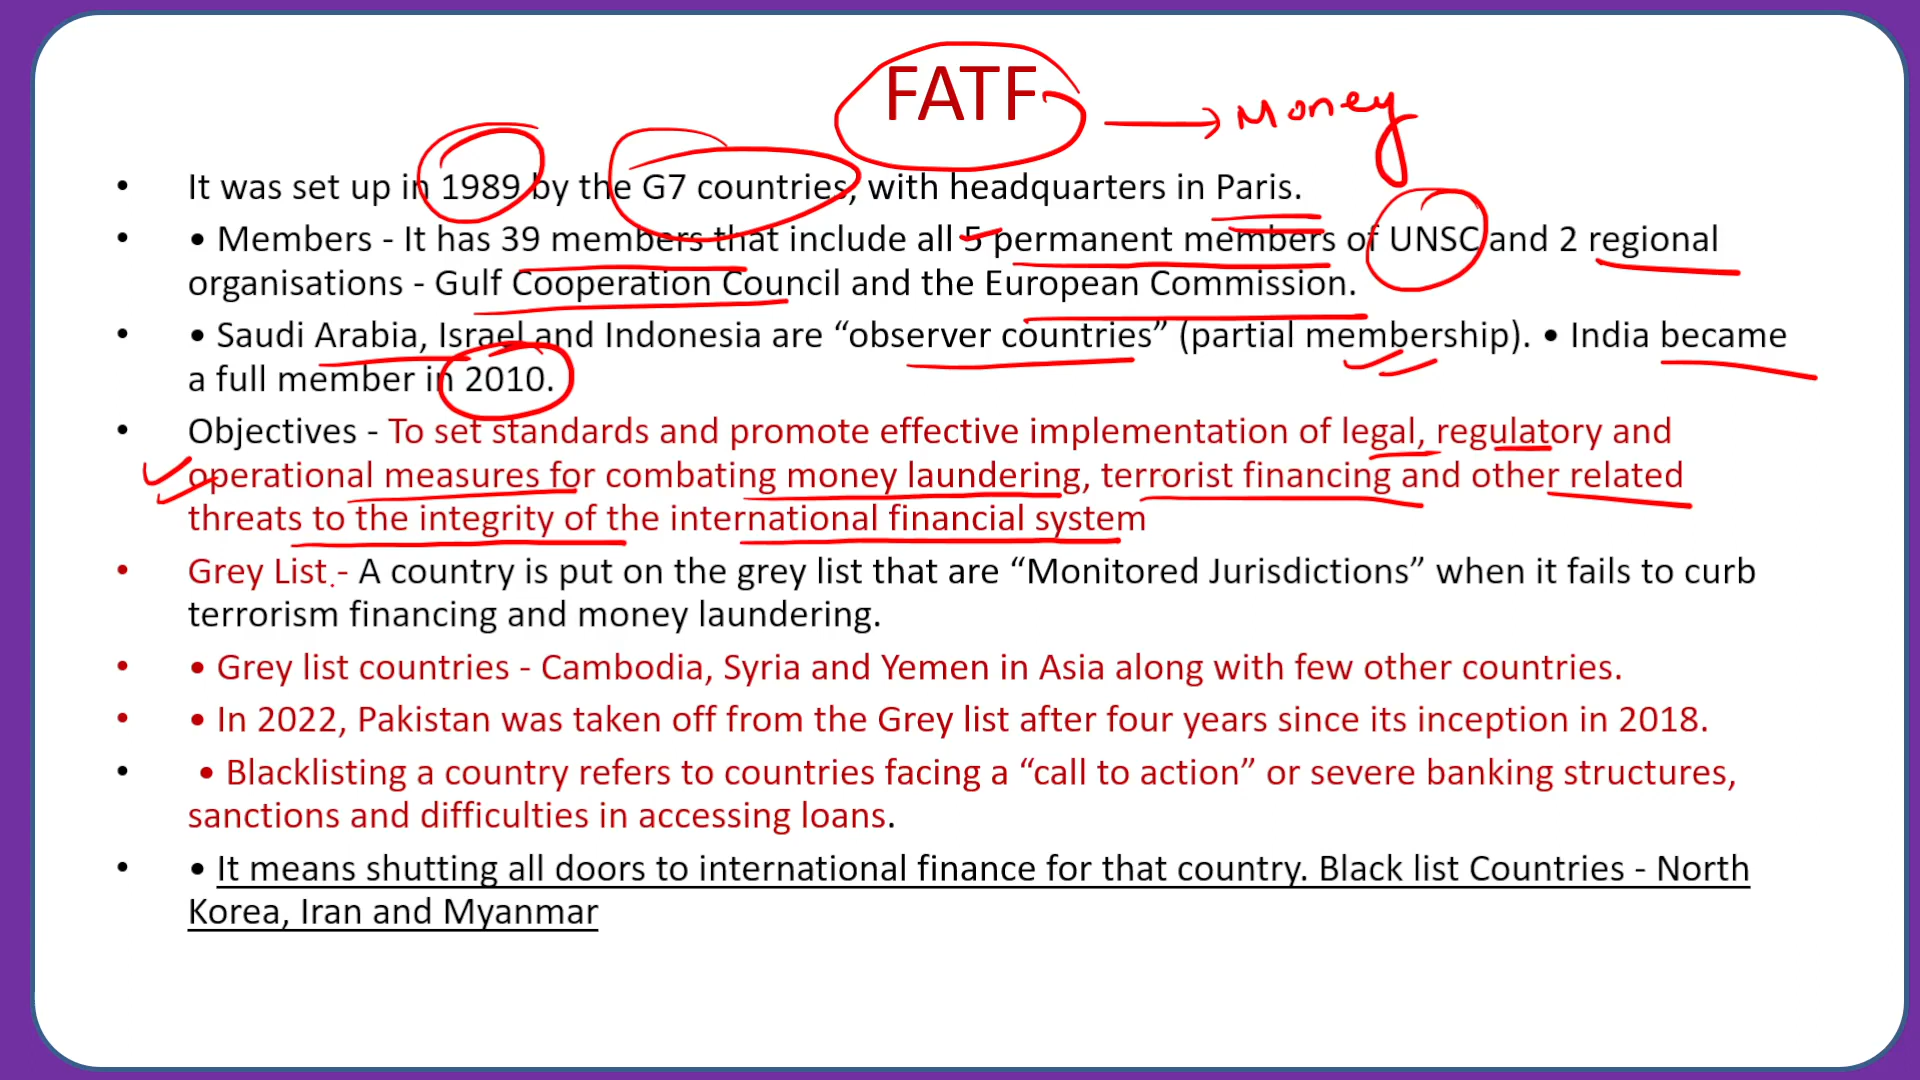 FATF
Money
• It was set up in 1989 by the G7 countries, with headquarters in Paris.
• • Members - It has 39 members that include all 5 permanent members of UNSC and 2 regional
organisations - Gulf Cooperation Council and the European Commission.
• • Saudi Arabia, Israel and Indonesia are “observer countries” (partial membership). • India became
a full member in 2010.
• Objectives - To set standards and promote effective implementation of legal, regulatory and
operational measures for combating money laundering, terrorist financing and other related
threats to the integrity of the international financial system
• Grey List.- A country is put on the grey list that are “Monitored Jurisdictions” when it fails to curb
terrorism financing and money laundering.
• • Grey list countries - Cambodia, Syria and Yemen in Asia along with few other countries.
• • In 2022, Pakistan was taken off from the Grey list after four years since its inception in 2018.
• • Blacklisting a country refers to countries facing a “call to action” or severe banking structures,
sanctions and difficulties in accessing loans.
• • It means shutting all doors to international finance for that country. Black list Countries - North
Korea, Iran and Myanmar